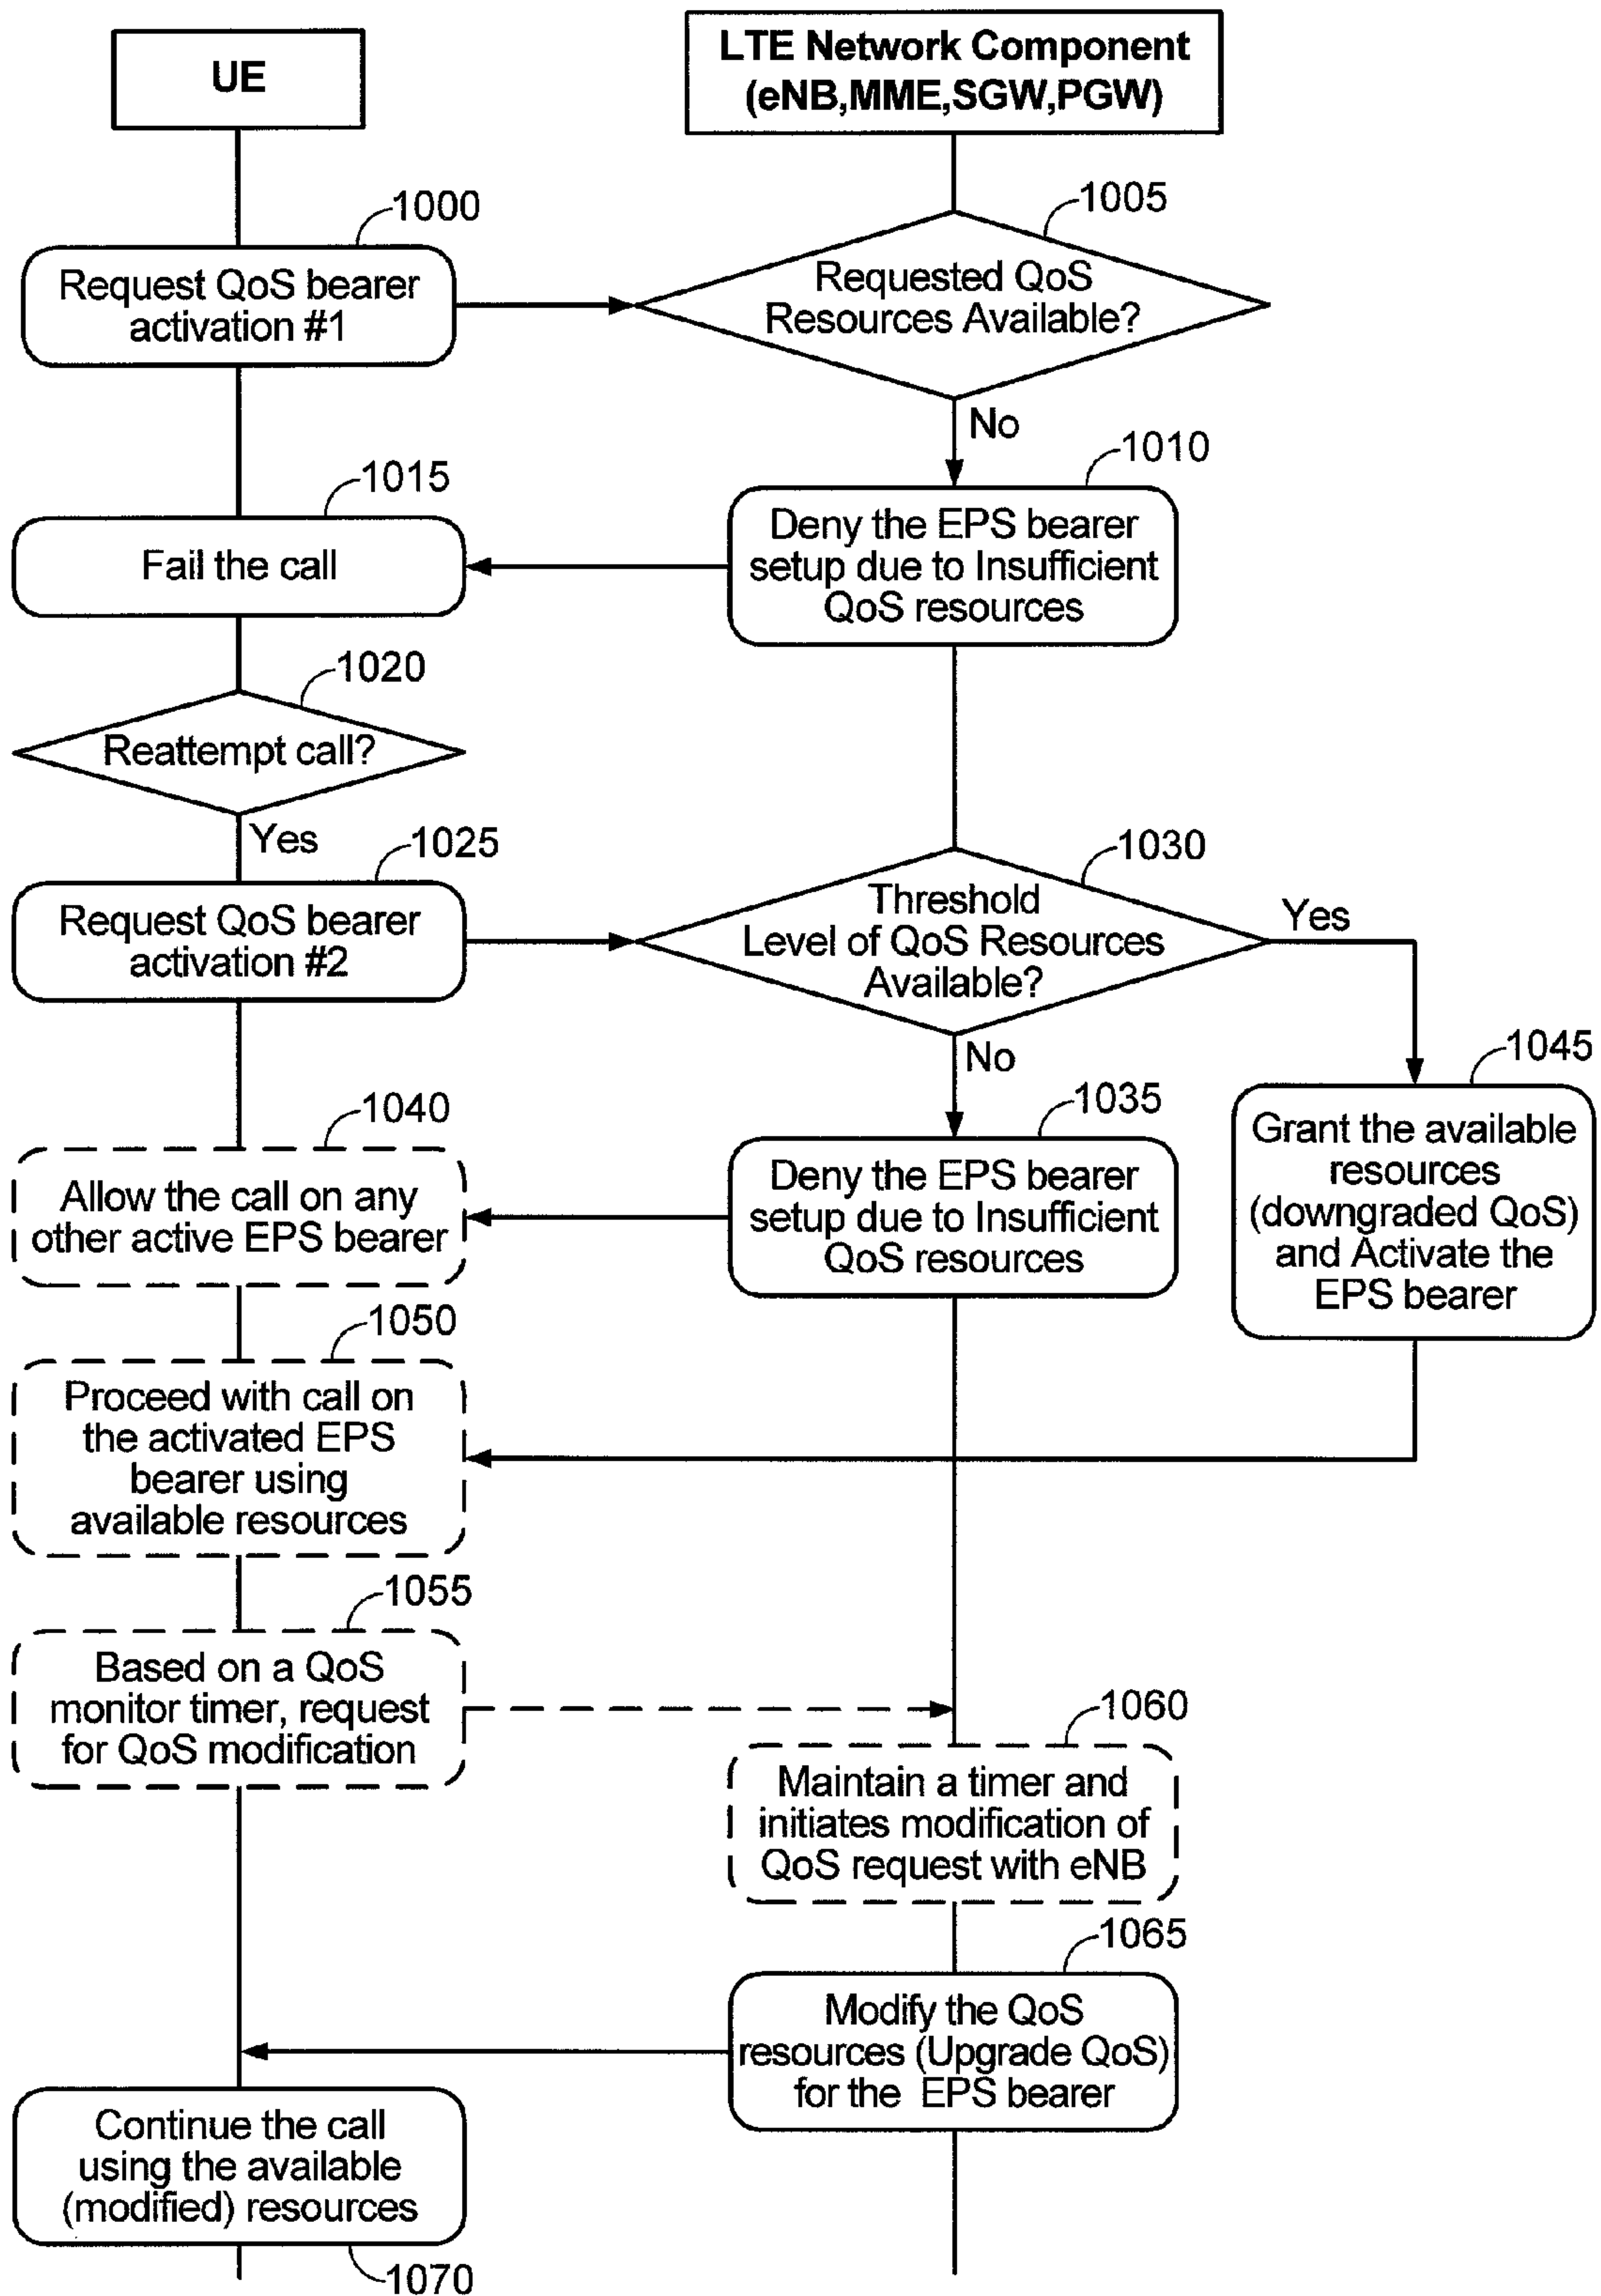 UE
LTE Network Component
(eNB,MME,SGW,PGW)
1000
Request QoS bearer
activation #1
1005
Requested QoS
Resources Available?
No
1010
Deny the EPS bearer
setup due to Insufficient
QoS resources
1015
Fail the call
1020
Reattempt call?
Yes
1025
Request QoS bearer
activation #2
1030
Threshold
Level of QoS Resources
Available?
Yes
No
1035
Deny the EPS bearer
setup due to Insufficient
QoS resources
1040
Allow the call on any
other active EPS bearer
1045
Grant the available
resources
(downgraded QoS)
and Activate the
EPS bearer
1050
Proceed with call on
the activated EPS
bearer using
available resources
1055
Based on a QoS
monitor timer, request
for QoS modification
1060
Maintain a timer and
initiates modification of
QoS request with eNB
1065
Modify the QoS
resources (Upgrade QoS)
for the EPS bearer
Continue the call
using the available
(modified) resources
1070